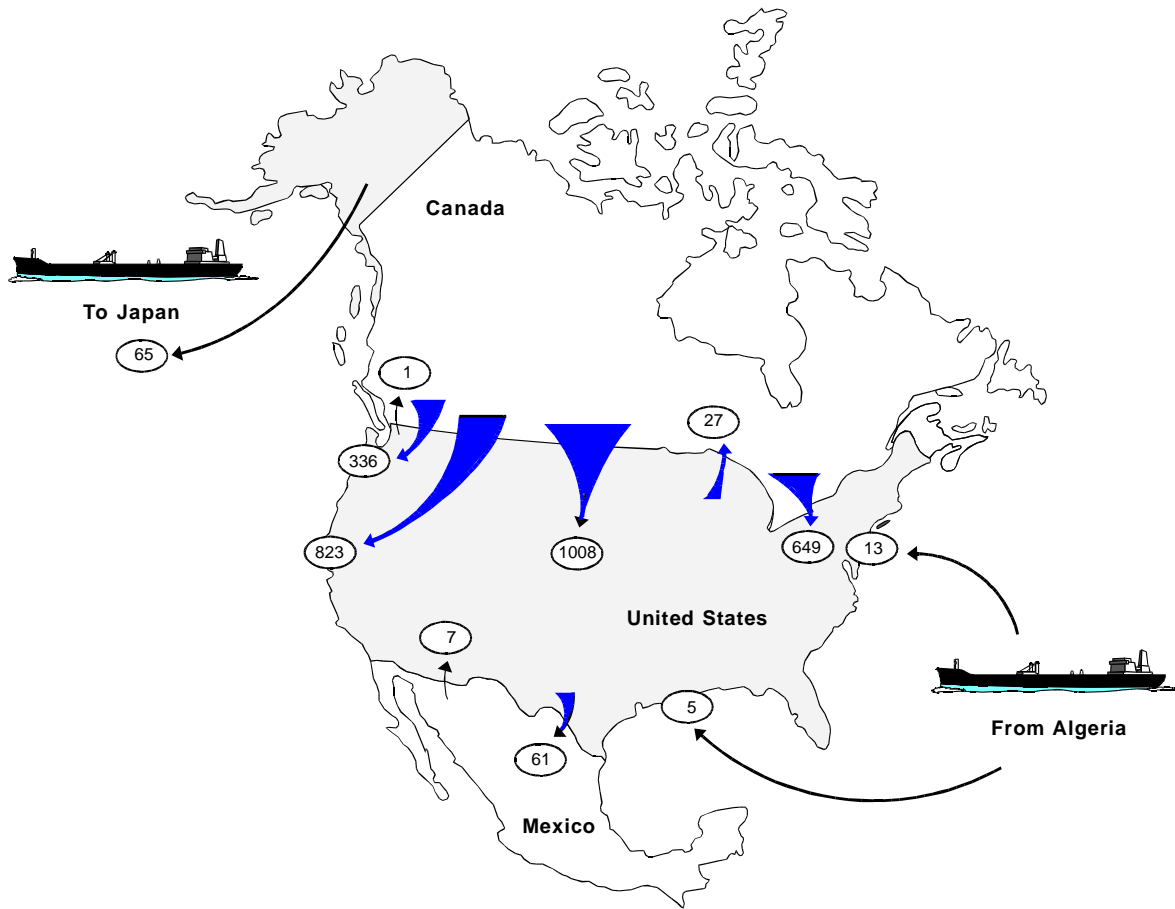 Canada
To Japan
65
1
27
336
823
1008
649
13
United States
7
5
From Algeria
61
Mexico